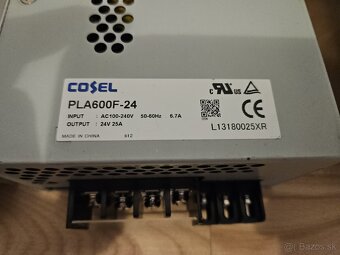 COSEL
PLA600F-24
INPUT : AC100-240V 50-60Hz 6.7A
OUTPUT : 24V 25A
MADE IN CHINA
L13180025XR
Bazos.sk